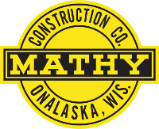 CONSTRUCTION CO.
MATHY
ONALASKA, WIS.